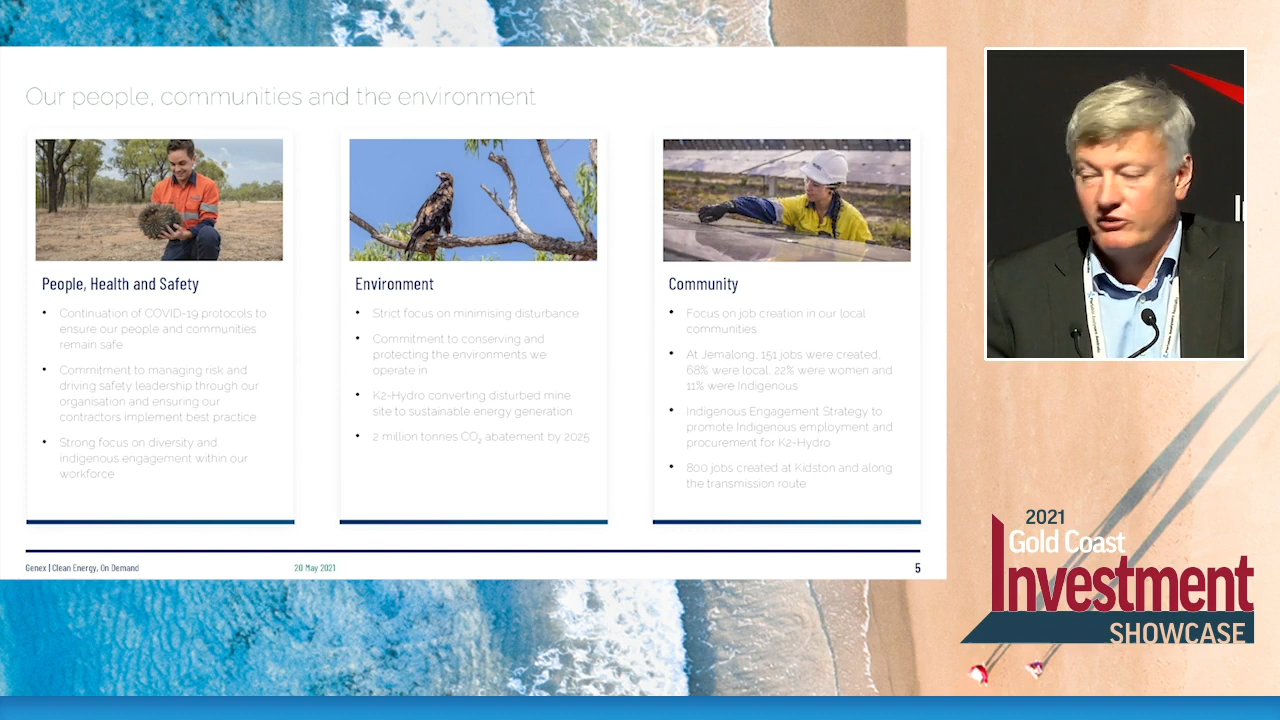 Our people, communities and the environment
People, Health and Safety
• Continuation of COVID-19 protocols to
ensure our people and communities
remain safe
• Commitment to managing risk and
driving safety leadership through our
organisation and ensuring our
contractors implement best practice
• Strong focus on diversity and
indigenous engagement within our
workforce
Environment
• Strict focus on minimising disturbance
• Commitment to conserving and
protecting the environments we
operate in
• K2-Hydro converting disturbed mine
site to sustainable energy generation
• 2 million tonnes CO₂ abatement by 2025
Community
• Focus on job creation in our local
communities
• At Jemalong, 151 jobs were created,
68% were local, 22% were women and
11% were Indigenous
• Indigenous Engagement Strategy to
promote Indigenous employment and
procurement for K2-Hydro
• 800 jobs created at Kidston and along
the transmission route
Genex | Clean Energy, On Demand
20 May 2021
5
2021
Gold Coast
Investment
SHOWCASE